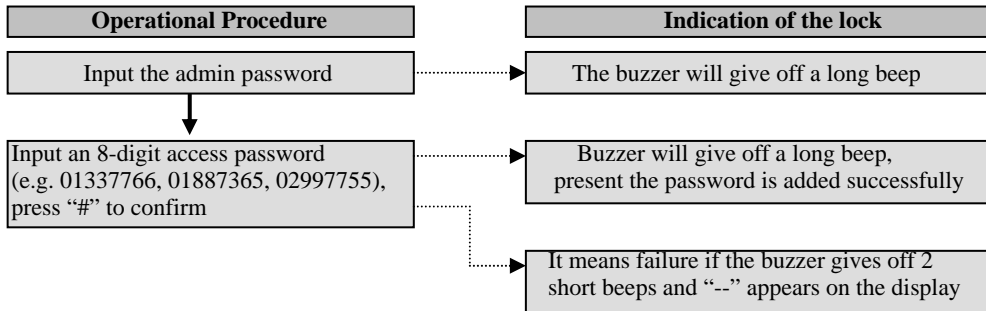 Operational Procedure
Indication of the lock
Input the admin password
The buzzer will give off a long beep
Input an 8-digit access password
(e.g. 01337766, 01887365, 02997755),
press “#” to confirm
Buzzer will give off a long beep,
present the password is added successfully
It means failure if the buzzer gives off 2
short beeps and “--” appears on the display